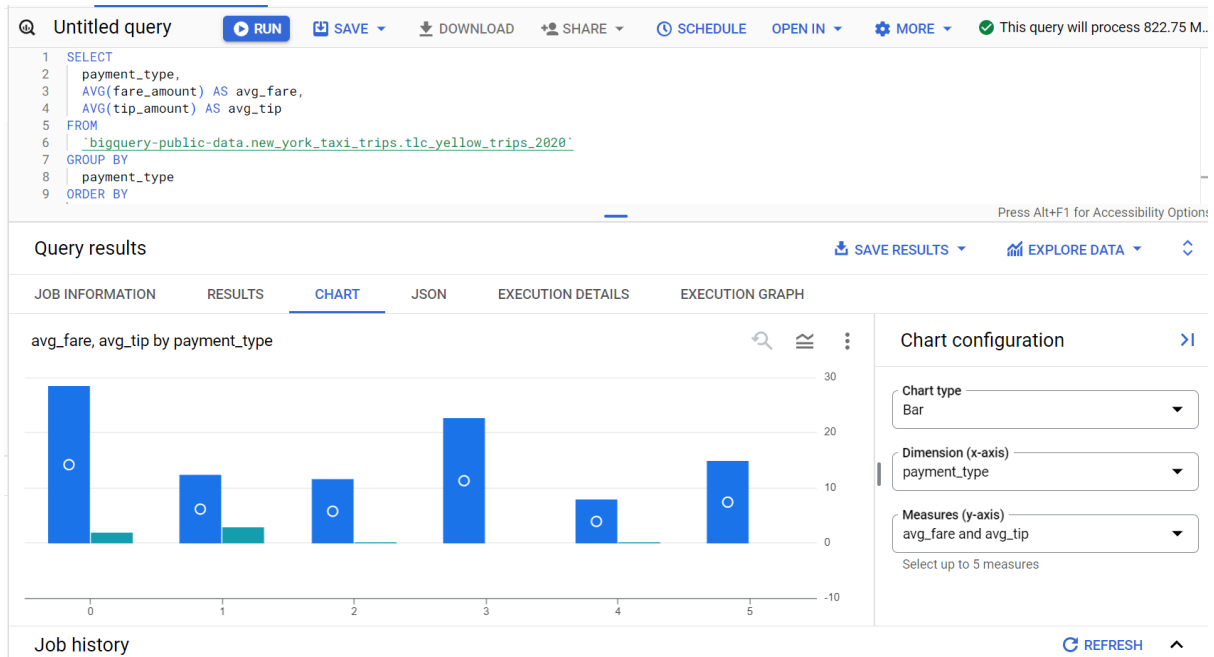 Untitled query RUN SAVE DOWNLOAD SHARE SCHEDULE OPEN IN MORE This query will process 822.75 M..
1 SELECT
2 payment_type,
3 AVG(fare_amount) AS avg_fare,
4 AVG(tip_amount) AS avg_tip
5 FROM
6 `bigquery-public-data.new_york_taxi_trips.tlc_yellow_trips_2020`
7 GROUP BY
8 payment_type
9 ORDER BY
Press Alt+F1 for Accessibility Options
Query results SAVE RESULTS EXPLORE DATA
JOB INFORMATION RESULTS CHART JSON EXECUTION DETAILS EXECUTION GRAPH
avg_fare, avg_tip by payment_type
30
20
10
0
-10
0 1 2 3 4 5
Chart configuration
Chart type
Bar
Dimension (x-axis)
payment_type
Measures (y-axis)
avg_fare and avg_tip
Select up to 5 measures
Job history REFRESH